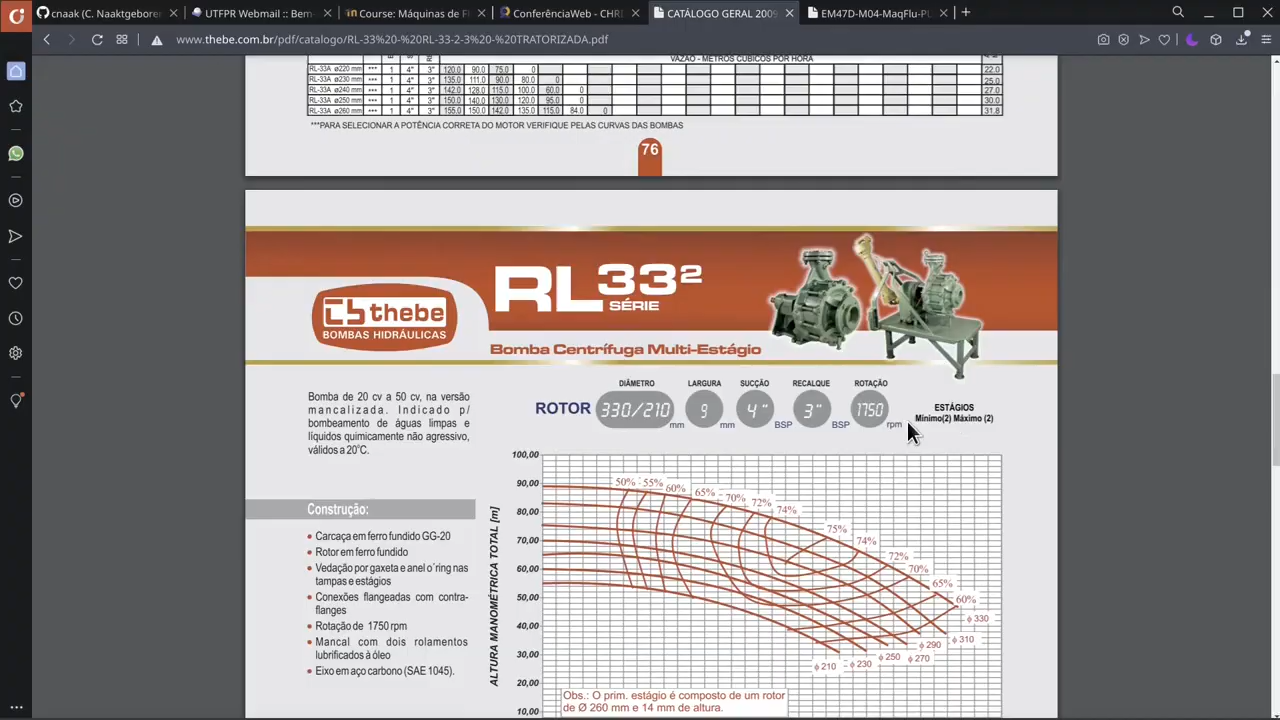 cnaak (C. Naaktgeborer
UTFPR Webmail :: Bem-
Course: Máquinas de Fl
ConferênciaWeb - CHRI
CATÁLOGO GERAL 2009
EM47D-M04-MaqFlu-PL
www.thebe.com.br/pdf/catalogo/RL-33%20-%20RL-33-2-3%20-%20TRATORIZADA.pdf
VAZÃO - METROS CÚBICOS POR HORA
RL-33A ø220 mm *** 1 4" 3" 120.0 90.0 75.0 0 22.0
RL-33A ø230 mm *** 1 4" 3" 135.0 111.0 90.0 80.0 0 25.0
RL-33A ø240 mm *** 1 4" 3" 142.0 128.0 115.0 100.0 60.0 0 27.0
RL-33A ø250 mm *** 1 4" 3" 150.0 140.0 130.0 120.0 95.0 0 30.0
RL-33A ø260 mm *** 1 4" 3" 155.0 150.0 142.0 135.0 115.0 84.0 0 31.8
***PARA SELECIONAR A POTÊNCIA CORRETA DO MOTOR VERIFIQUE PELAS CURVAS DAS BOMBAS
76
RL33²
SÉRIE
thebe
BOMBAS HIDRÁULICAS
Bomba Centrífuga Multi-Estágio
DIÂMETRO LARGURA SUCÇÃO RECALQUE ROTAÇÃO
ROTOR 330/210 mm 9 mm 4" BSP 3" BSP 1750 rpm
ESTÁGIOS
Mínimo(2) Máximo (2)
Bomba de 20 cv a 50 cv, na versão
mancalizada. Indicado p/
bombeamento de águas limpas e
líquidos quimicamente não agressivo,
válidos a 20°C.
Construção:
• Carcaça em ferro fundido GG-20
• Rotor em ferro fundido
• Vedação por gaxeta e anel o´ring nas
tampas e estágios
• Conexões flangeadas com contra-
flanges
• Rotação de 1750 rpm
• Mancal com dois rolamentos
lubrificados à óleo
• Eixo em aço carbono (SAE 1045).
ALTURA MANOMÉTRICA TOTAL [m]
100,00
90,00
80,00
70,00
60,00
50,00
40,00
30,00
20,00
10,00
50% 55% 60% 65% 70% 72% 74%
75%
74%
72%
70%
65%
60%
ϕ 330
ϕ 310
ϕ 290
ϕ 270
ϕ 250
ϕ 230
ϕ 210
Obs.: O prim. estágio é composto de um rotor
de Ø 260 mm e 14 mm de altura.